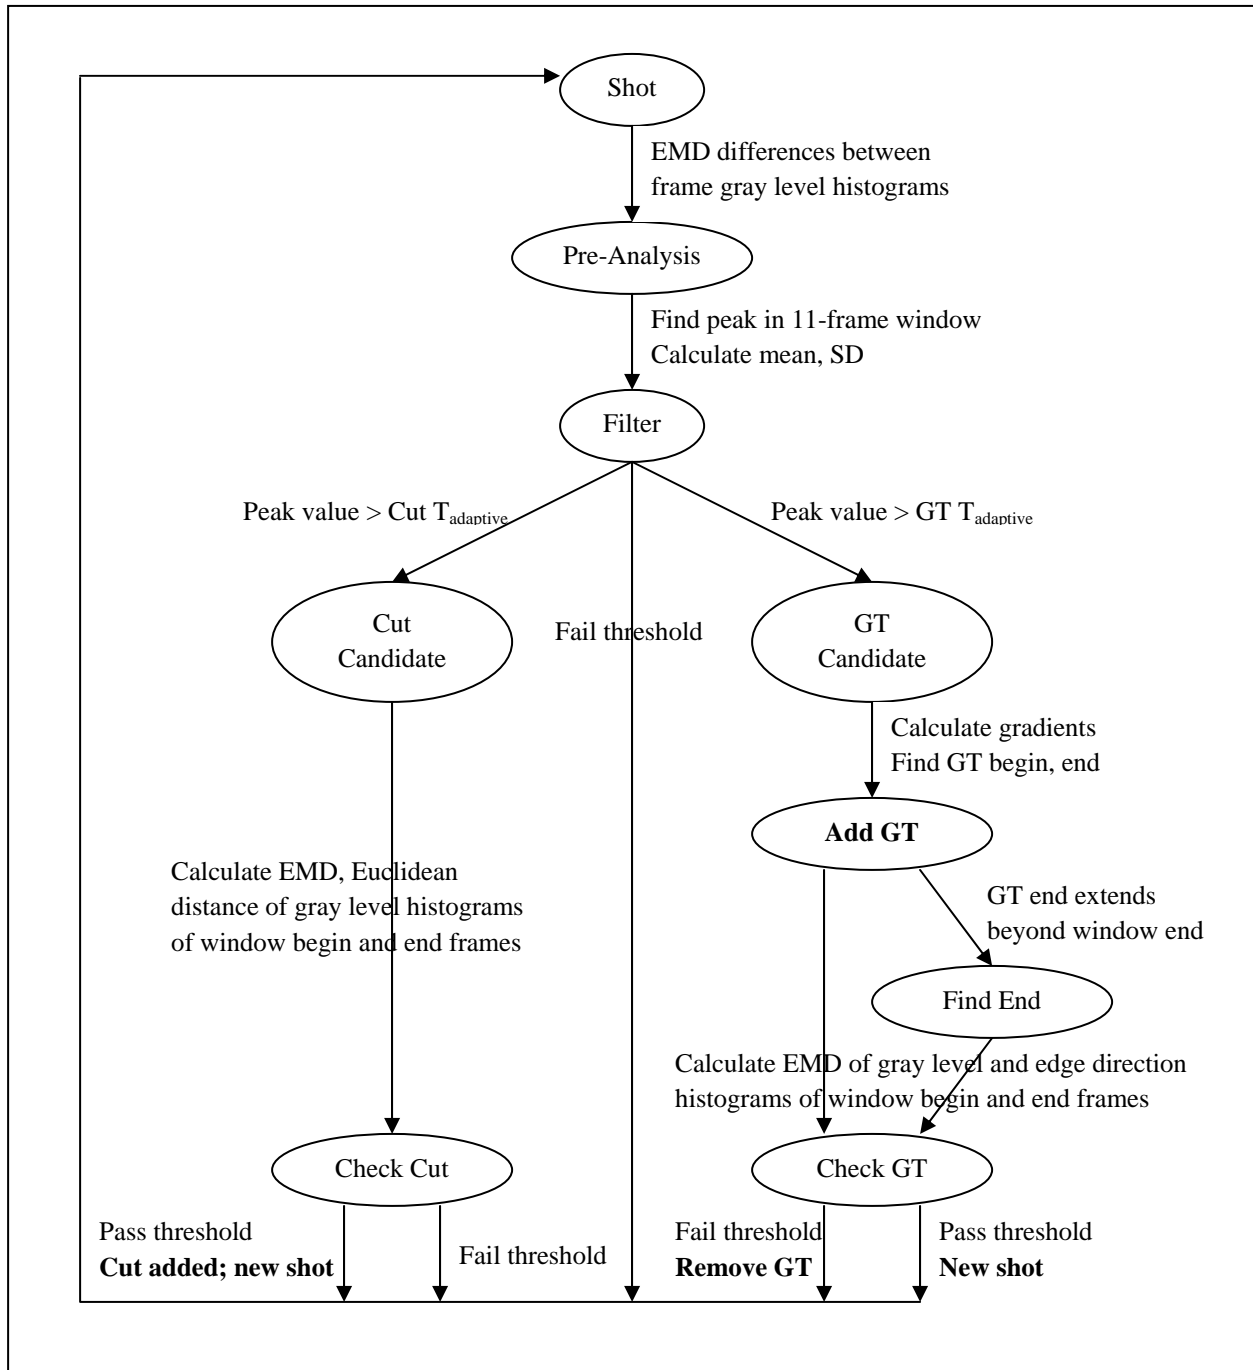 Shot
EMD differences between
frame gray level histograms
Pre-Analysis
Find peak in 11-frame window
Calculate mean, SD
Filter
Peak value > Cut Tadaptive
Peak value > GT Tadaptive
Cut
Candidate
Fail threshold
GT
Candidate
Calculate gradients
Find GT begin, end
Add GT
Calculate EMD, Euclidean
distance of gray level histograms
of window begin and end frames
GT end extends
beyond window end
Find End
Calculate EMD of gray level and edge direction
histograms of window begin and end frames
Check Cut
Check GT
Pass threshold
Cut added; new shot
Fail threshold
Fail threshold
Remove GT
Pass threshold
New shot